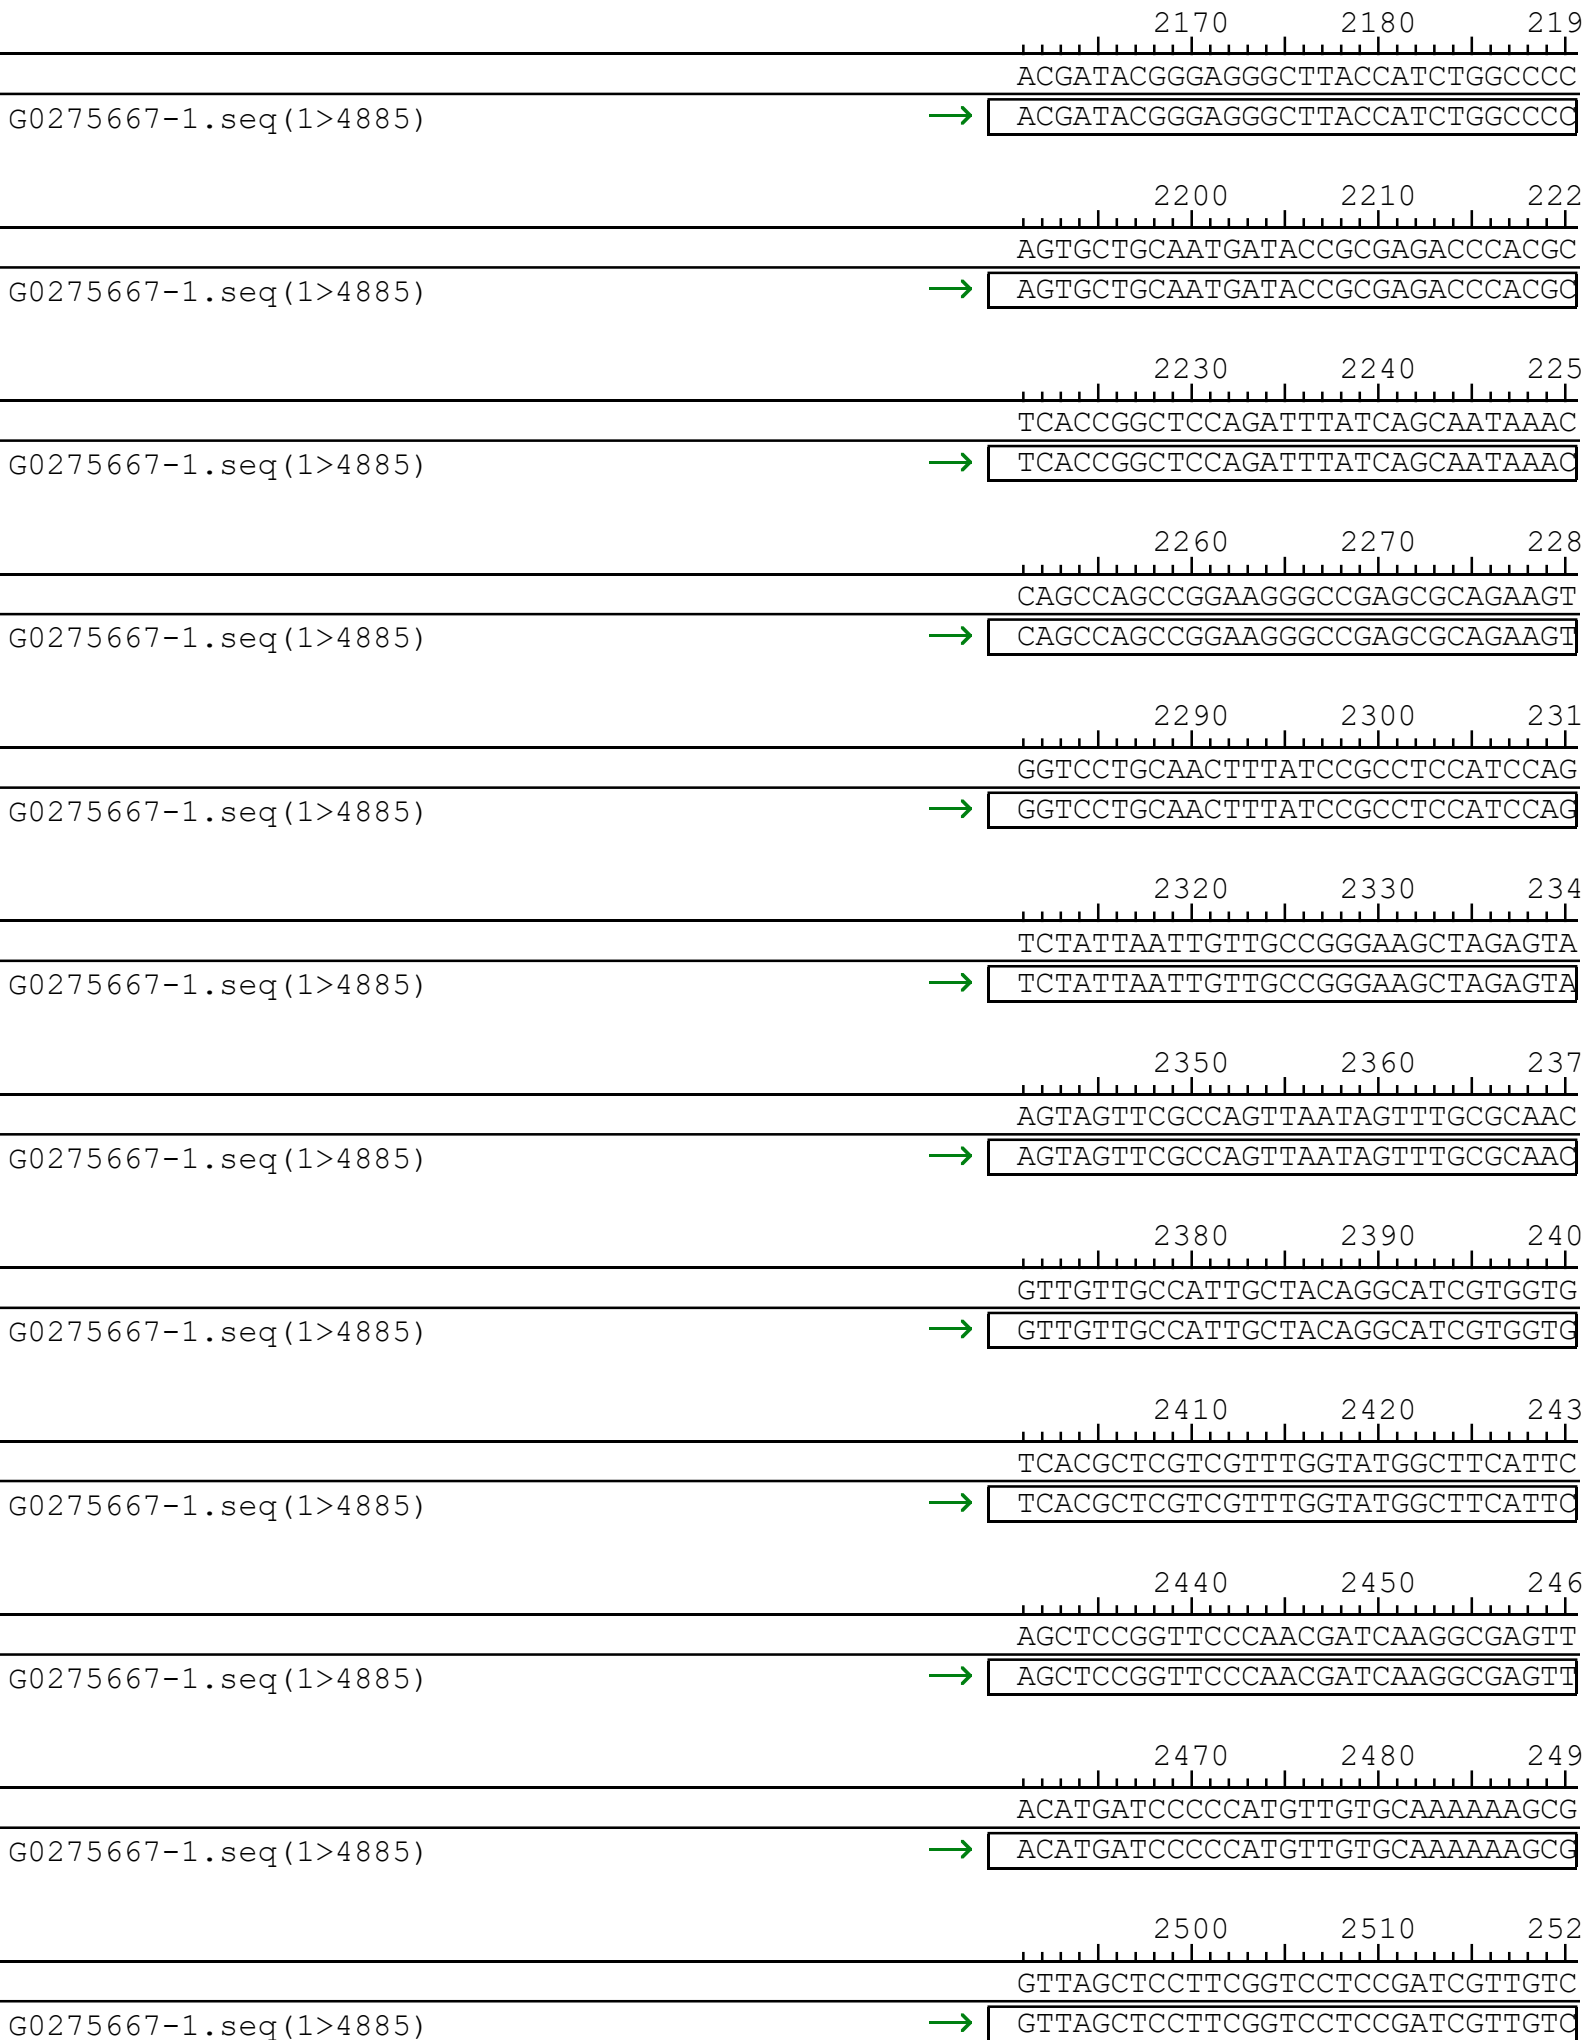 2170 2180 219
ACGATACGGGAGGGCTTACCATCTGGCCCC
G0275667-1.seq(1>4885) → ACGATACGGGAGGGCTTACCATCTGGCCCC
2200 2210 222
AGTGCTGCAATGATACCGCGAGACCCACGC
G0275667-1.seq(1>4885) → AGTGCTGCAATGATACCGCGAGACCCACGC
2230 2240 225
TCACCGGCTCCAGATTTATCAGCAATAAAC
G0275667-1.seq(1>4885) → TCACCGGCTCCAGATTTATCAGCAATAAAC
2260 2270 228
CAGCCAGCCGGAAGGGCCGAGCGCAGAAGT
G0275667-1.seq(1>4885) → CAGCCAGCCGGAAGGGCCGAGCGCAGAAGT
2290 2300 231
GGTCCTGCAACTTTATCCGCCTCCATCCAG
G0275667-1.seq(1>4885) → GGTCCTGCAACTTTATCCGCCTCCATCCAG
2320 2330 234
TCTATTAATTGTTGCCGGGAAGCTAGAGTA
G0275667-1.seq(1>4885) → TCTATTAATTGTTGCCGGGAAGCTAGAGTA
2350 2360 237
AGTAGTTCGCCAGTTAATAGTTTGCGCAAC
G0275667-1.seq(1>4885) → AGTAGTTCGCCAGTTAATAGTTTGCGCAAC
2380 2390 240
GTTGTTGCCATTGCTACAGGCATCGTGGTG
G0275667-1.seq(1>4885) → GTTGTTGCCATTGCTACAGGCATCGTGGTG
2410 2420 243
TCACGCTCGTCGTTTGGTATGGCTTCATTC
G0275667-1.seq(1>4885) → TCACGCTCGTCGTTTGGTATGGCTTCATTC
2440 2450 246
AGCTCCGGTTCCCAACGATCAAGGCGAGTT
G0275667-1.seq(1>4885) → AGCTCCGGTTCCCAACGATCAAGGCGAGTT
2470 2480 249
ACATGATCCCCCATGTTGTGCAAAAAAGCG
G0275667-1.seq(1>4885) → ACATGATCCCCCATGTTGTGCAAAAAAGCG
2500 2510 252
GTTAGCTCCTTCGGTCCTCCGATCGTTGTC
G0275667-1.seq(1>4885) → GTTAGCTCCTTCGGTCCTCCGATCGTTGTC